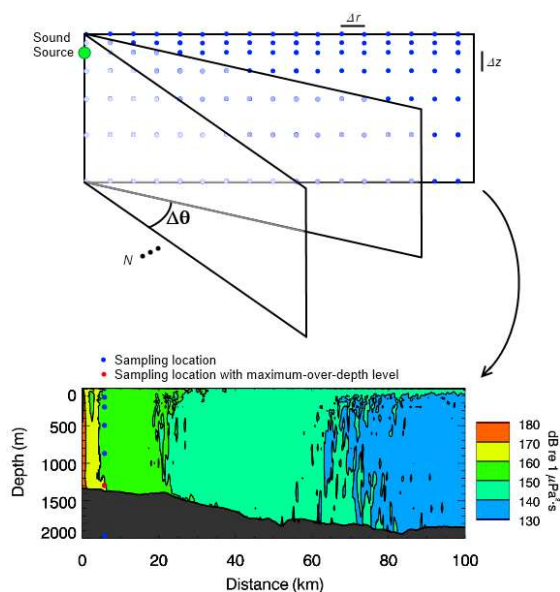 Δr
Sound
Source
Δz
Δθ
N
Sampling location
Sampling location with maximum-over-depth level
0
500
1000
1500
2000
Depth (m)
0 20 40 60 80 100
Distance (km)
180
170
160
150
140
130
dB re 1 μPa²·s